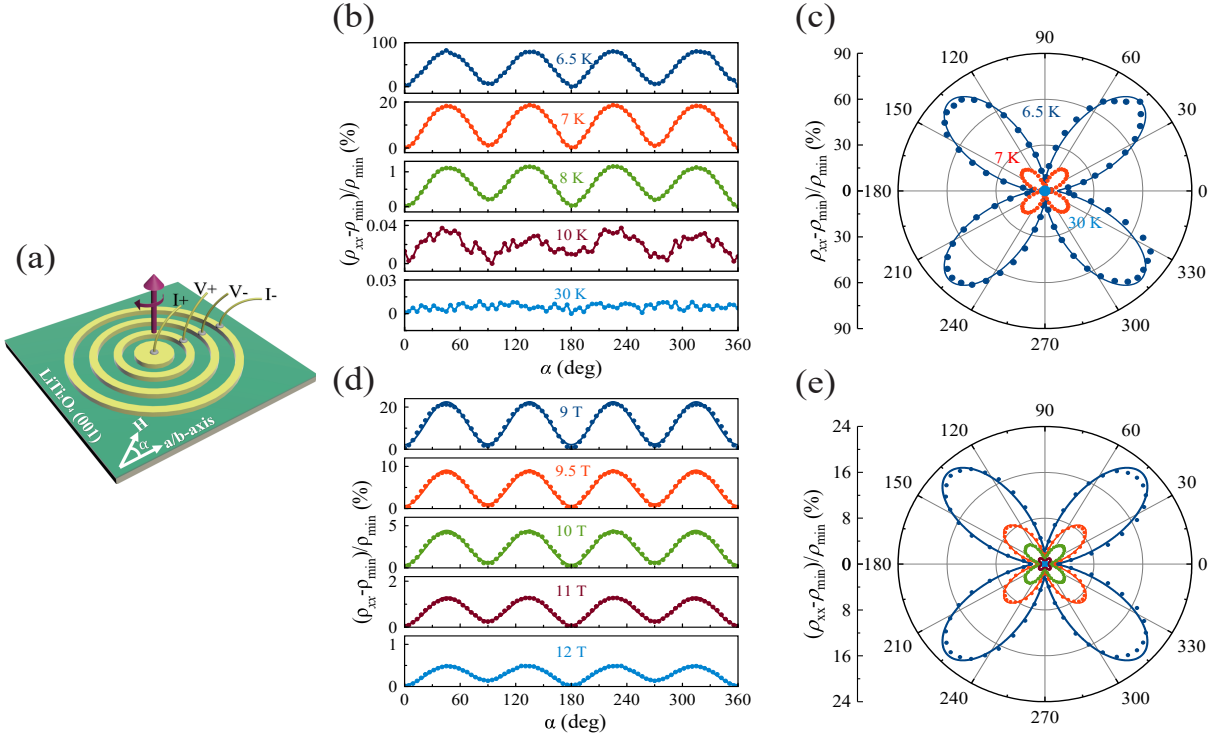 (a)
I+
V+
V-
I-
LiTi₂O₄ (001)
H
α
a/b-axis
(b)
(ρxx-ρmin)/ρmin (%)
100
0
6.5 K
20
0
7 K
1
0
8 K
0.04
0.00
10 K
0.03
0
30 K
0 60 120 180 240 300 360
α (deg)
(c)
ρxx-ρmin)/ρmin (%)
90
60
30
0
30
60
90
90
120
60
150
30
180
0
210
330
240
300
270
6.5 K
7 K
30 K
(d)
(ρxx-ρmin)/ρmin (%)
20
0
9 T
10
0
9.5 T
5
0
10 T
2
0
11 T
1
0
12 T
0 60 120 180 240 300 360
α (deg)
(e)
(ρxx-ρmin)/ρmin (%)
24
16
8
0
8
16
24
90
120
60
150
30
180
0
210
330
240
300
270